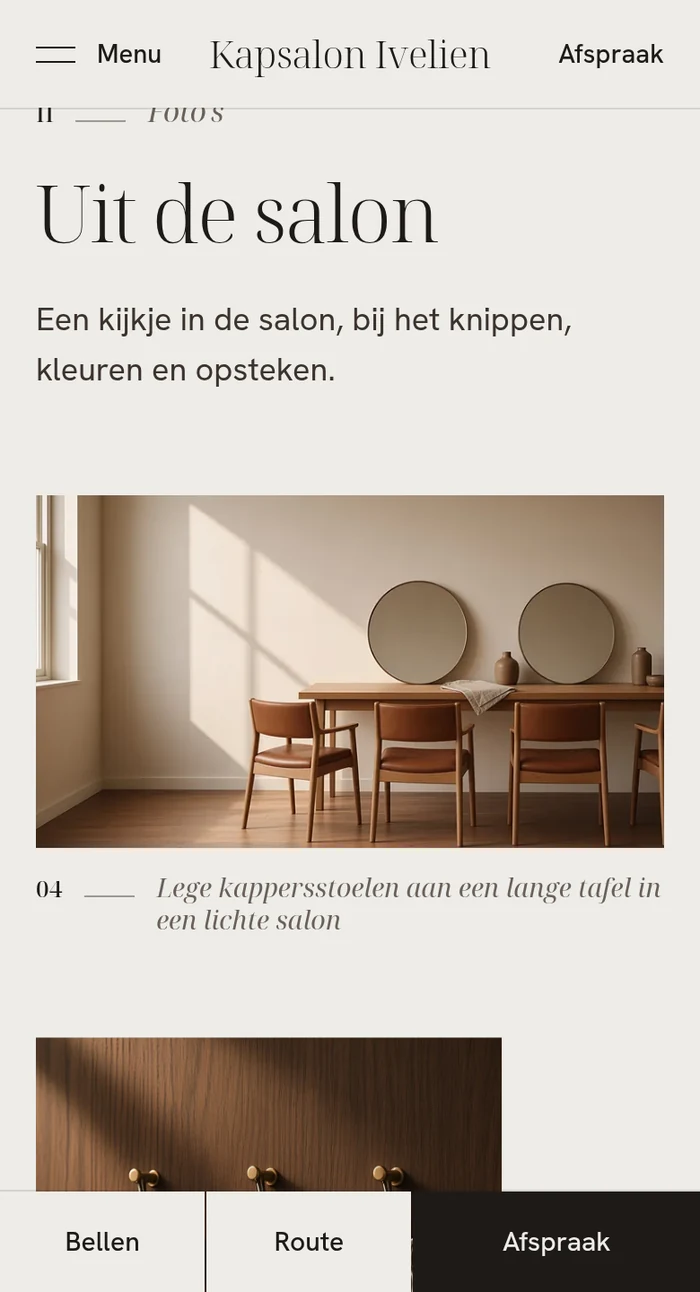 Menu
Kapsalon Ivelien
Afspraak
II Foto's
Uit de salon
Een kijkje in de salon, bij het knippen,
kleuren en opsteken.
04 Lege kappersstoelen aan een lange tafel in
een lichte salon
Bellen
Route
Afspraak